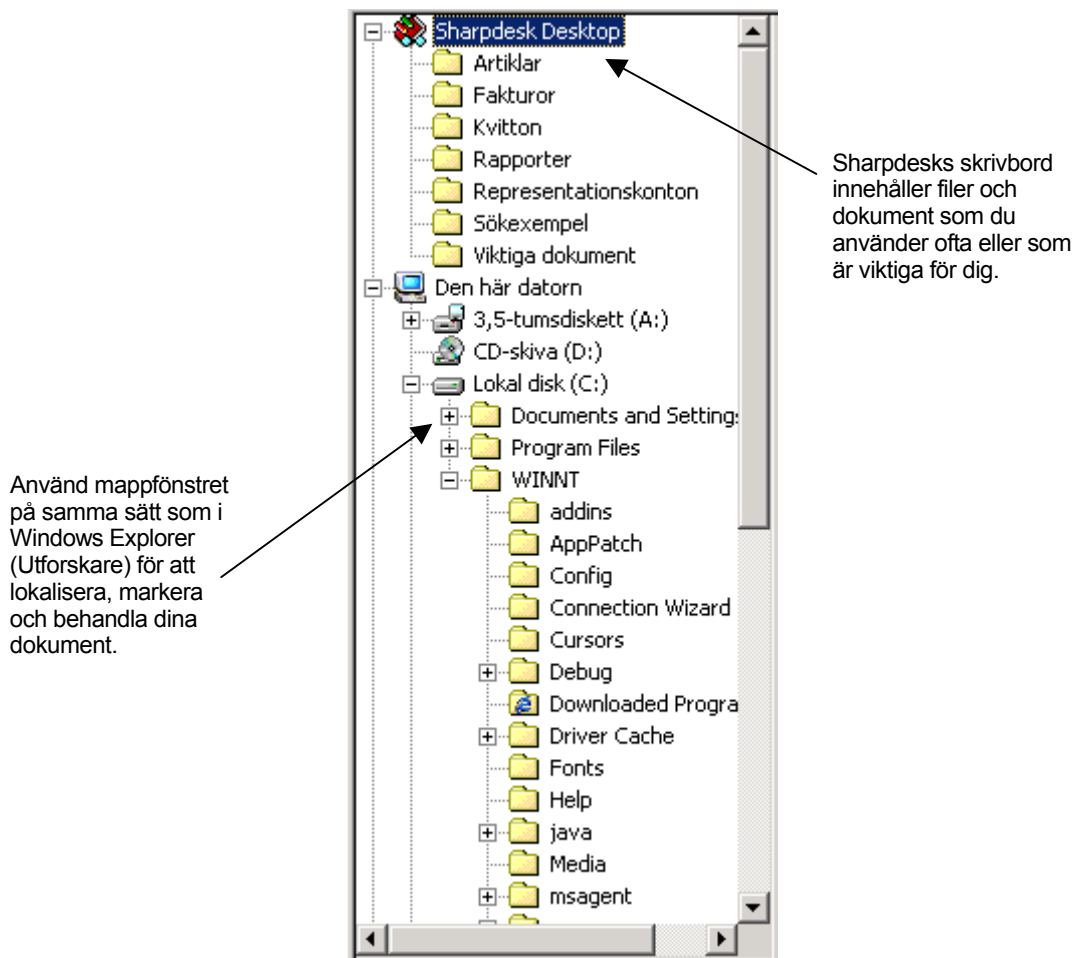 Sharpdesk Desktop
Artiklar
Fakturor
Kvitton
Rapporter
Representationskonton
Sökexempel
Viktiga dokument
Den här datorn
3,5-tumsdiskett (A:)
CD-skiva (D:)
Lokal disk (C:)
Documents and Settings
Program Files
WINNT
addins
AppPatch
Config
Connection Wizard
Cursors
Debug
Downloaded Progra
Driver Cache
Fonts
Help
java
Media
msagent
Sharpdesks skrivbord
innehåller filer och
dokument som du
använder ofta eller som
är viktiga för dig.
Använd mappfönstret
på samma sätt som i
Windows Explorer
(Utforskare) för att
lokalisera, markera
och behandla dina
dokument.